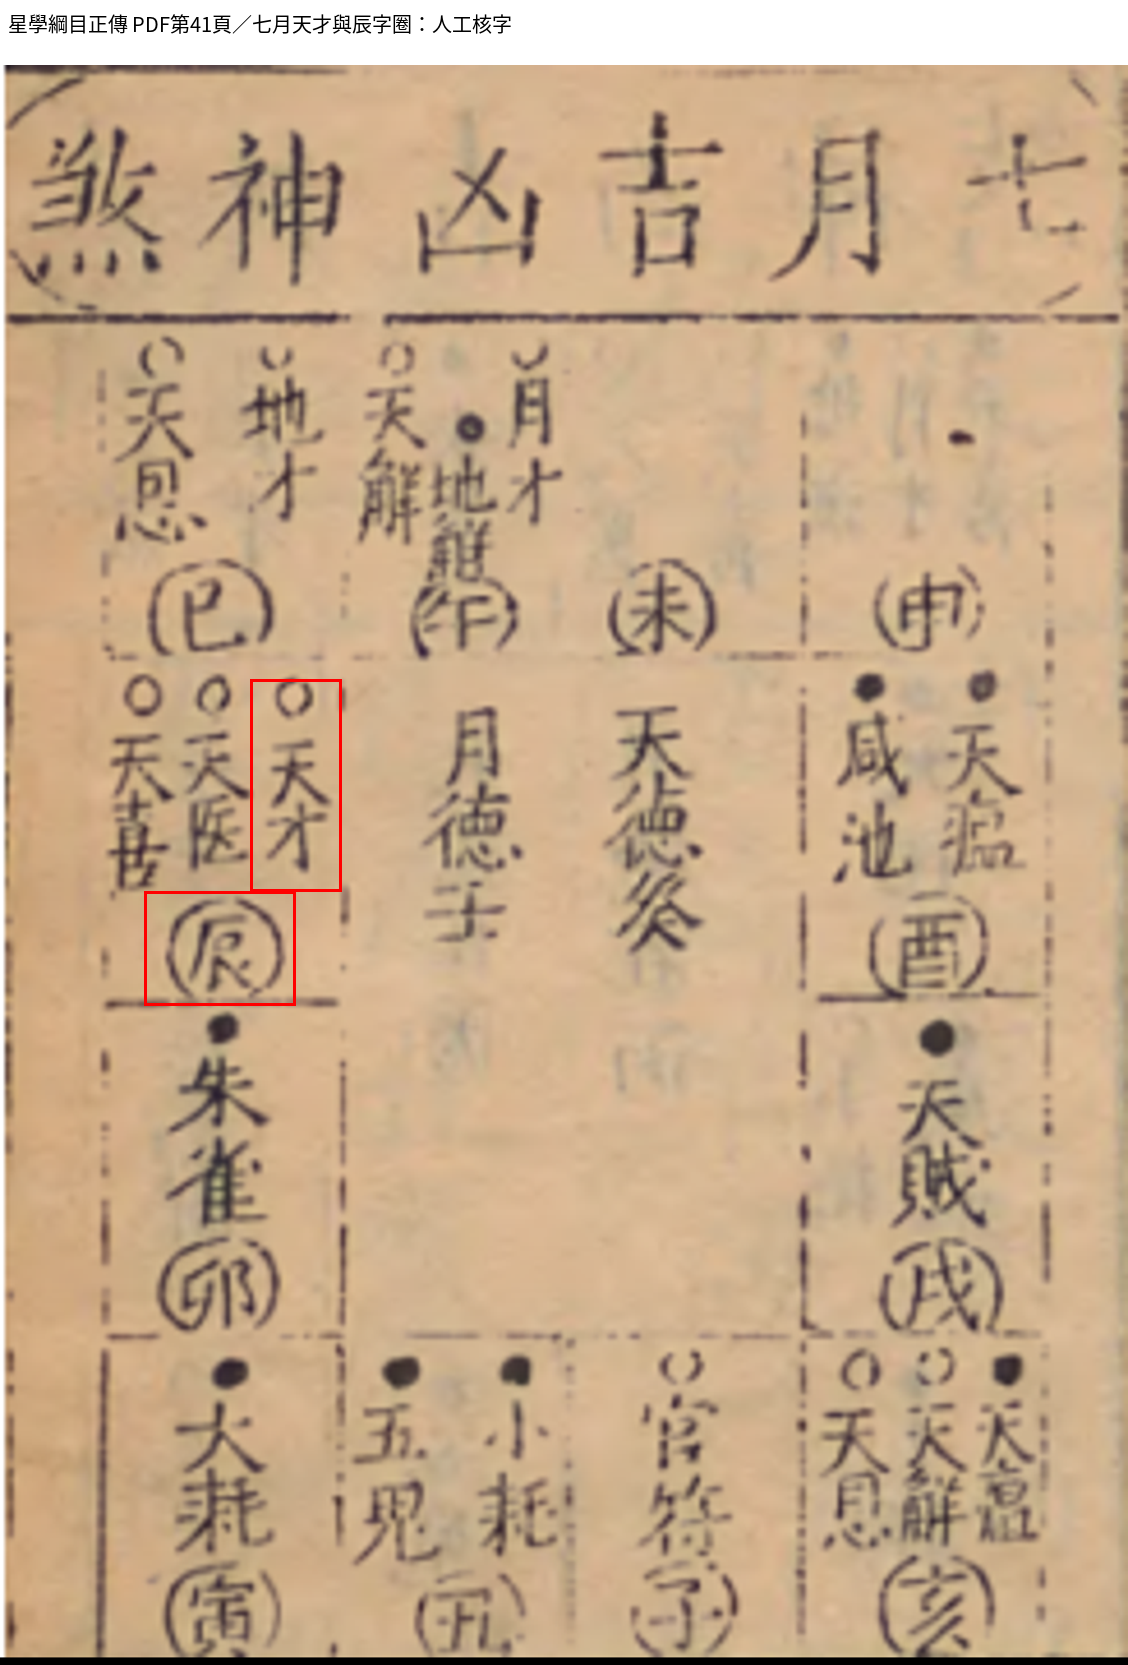 星學綱目正傳 PDF第41頁／七月天才與辰字圈：人工核字
七月吉凶神煞
申
未
月才
地觧
天解
午
地才
天恩
巳
天瘟
咸池
酉
天德癸
月德壬
天才
天医
天喜
辰
天賊
戌
朱雀
卯
天瘟
天解
天恩
亥
官符
子
小耗
五鬼
丑
大耗
寅